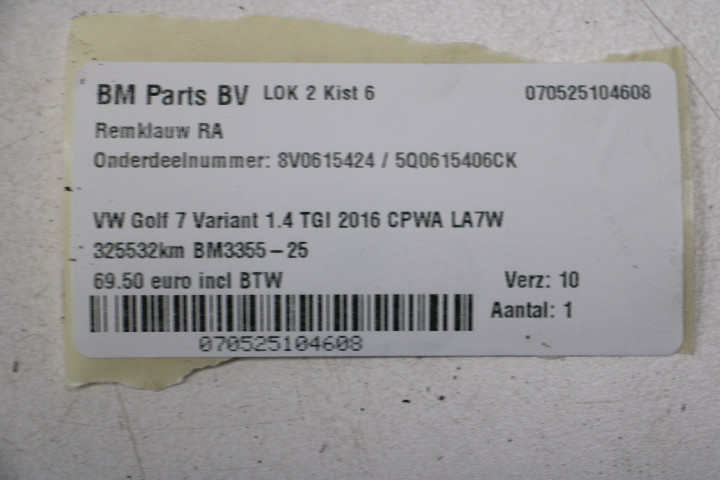 BM Parts BV LOK 2 Kist 6 070525104608
Remklauw RA
Onderdeelnummer: 8V0615424 / 5Q0615406CK
VW Golf 7 Variant 1.4 TGI 2016 CPWA LA7W
325532km BM3355-25
69.50 euro incl BTW Verz: 10
Aantal: 1
070525104608